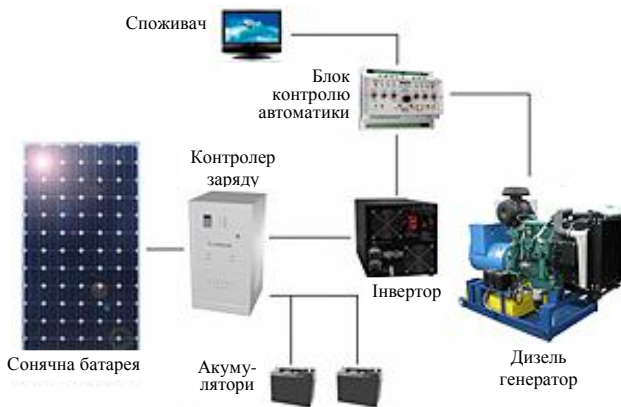 Споживач
Блок
контролю
автоматики
Контролер
заряду
Інвертор
Сонячна батарея
Акуму-
лятори
Дизель
генератор